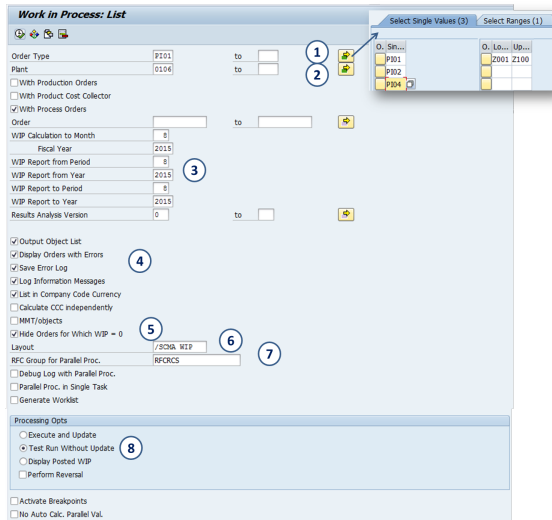 Work in Process: List
Select Single Values (3) Select Ranges (1)
O. Sin... O. Lo... Up...
PI01 Z001 Z100
PI02
PI04
Order Type PI01 to 1
Plant 0106 to 2
With Production Orders
With Product Cost Collector
With Process Orders
Order to
WIP Calculation to Month 8
Fiscal Year 2015
WIP Report from Period 8
WIP Report from Year 2015 3
WIP Report to Period 8
WIP Report to Year 2015
Results Analysis Version 0 to
Output Object List
Display Orders with Errors
Save Error Log 4
Log Information Messages
List in Company Code Currency
Calculate CCC independently
MMT/objects
Hide Orders for Which WIP = 0 5
Layout /SCMA WIP 6
RFC Group for Parallel Proc. RFCRCS 7
Debug Log with Parallel Proc.
Parallel Proc. in Single Task
Generate Worklist
Processing Opts
Execute and Update
Test Run Without Update 8
Display Posted WIP
Perform Reversal
Activate Breakpoints
No Auto Calc. Parallel Val.